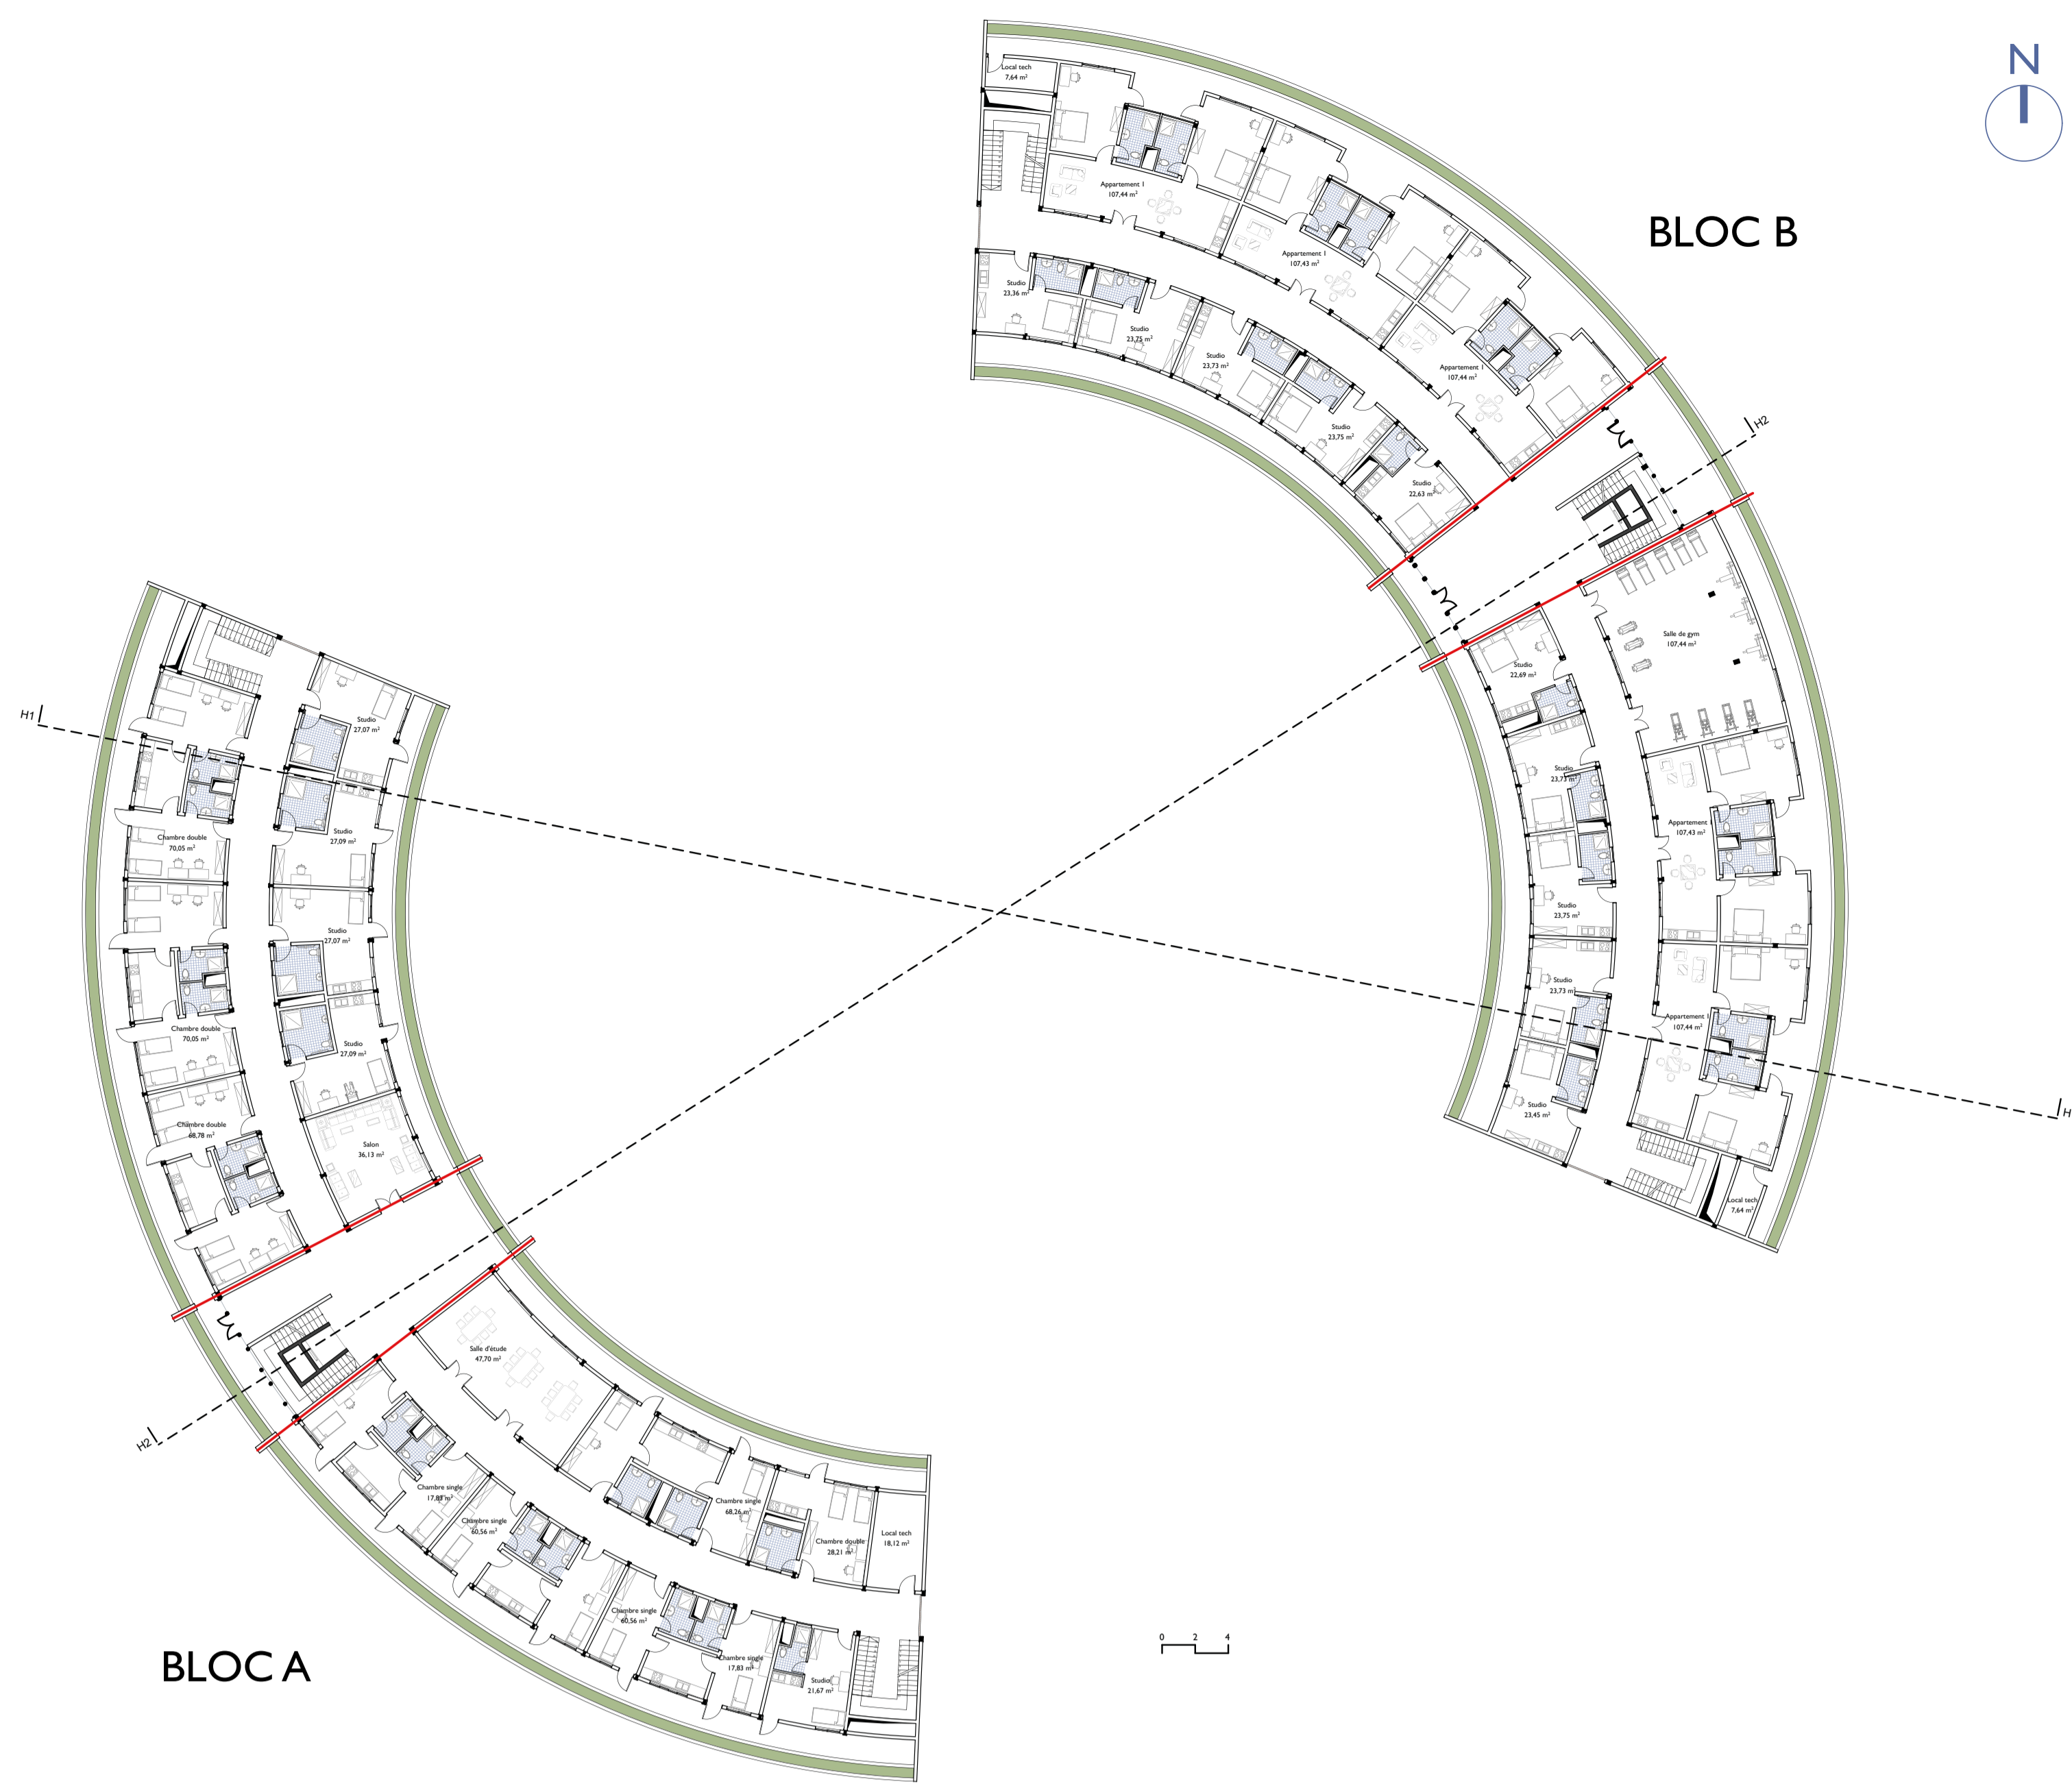 N
BLOC B
Local tech
7,64 m²
Appartement 1
107,44 m²
Appartement 1
107,43 m²
Appartement 1
107,44 m²
Studio
23,36 m²
Studio
23,75 m²
Studio
23,73 m²
Studio
23,75 m²
Studio
22,63 m²
H2
Salle de gym
107,44 m²
Studio
22,69 m²
Studio
23,73 m²
Appartement
107,43 m²
Studio
23,75 m²
Studio
23,73 m²
Appartement 1
107,44 m²
Studio
23,45 m²
Local tech
7,64 m²
H
H1
Studio
27,07 m²
Chambre double
70,05 m²
Studio
27,09 m²
Studio
27,07 m²
Chambre double
70,05 m²
Studio
27,09 m²
Chambre double
68,78 m²
Salon
36,13 m²
H2
Salle d'étude
47,70 m²
Chambre single
17,83 m²
Chambre single
60,56 m²
Chambre single
68,26 m²
Chambre double
28,21 m²
Local tech
18,12 m²
Chambre single
60,56 m²
Chambre single
17,83 m²
Studio
21,67 m²
0 2 4
BLOC A